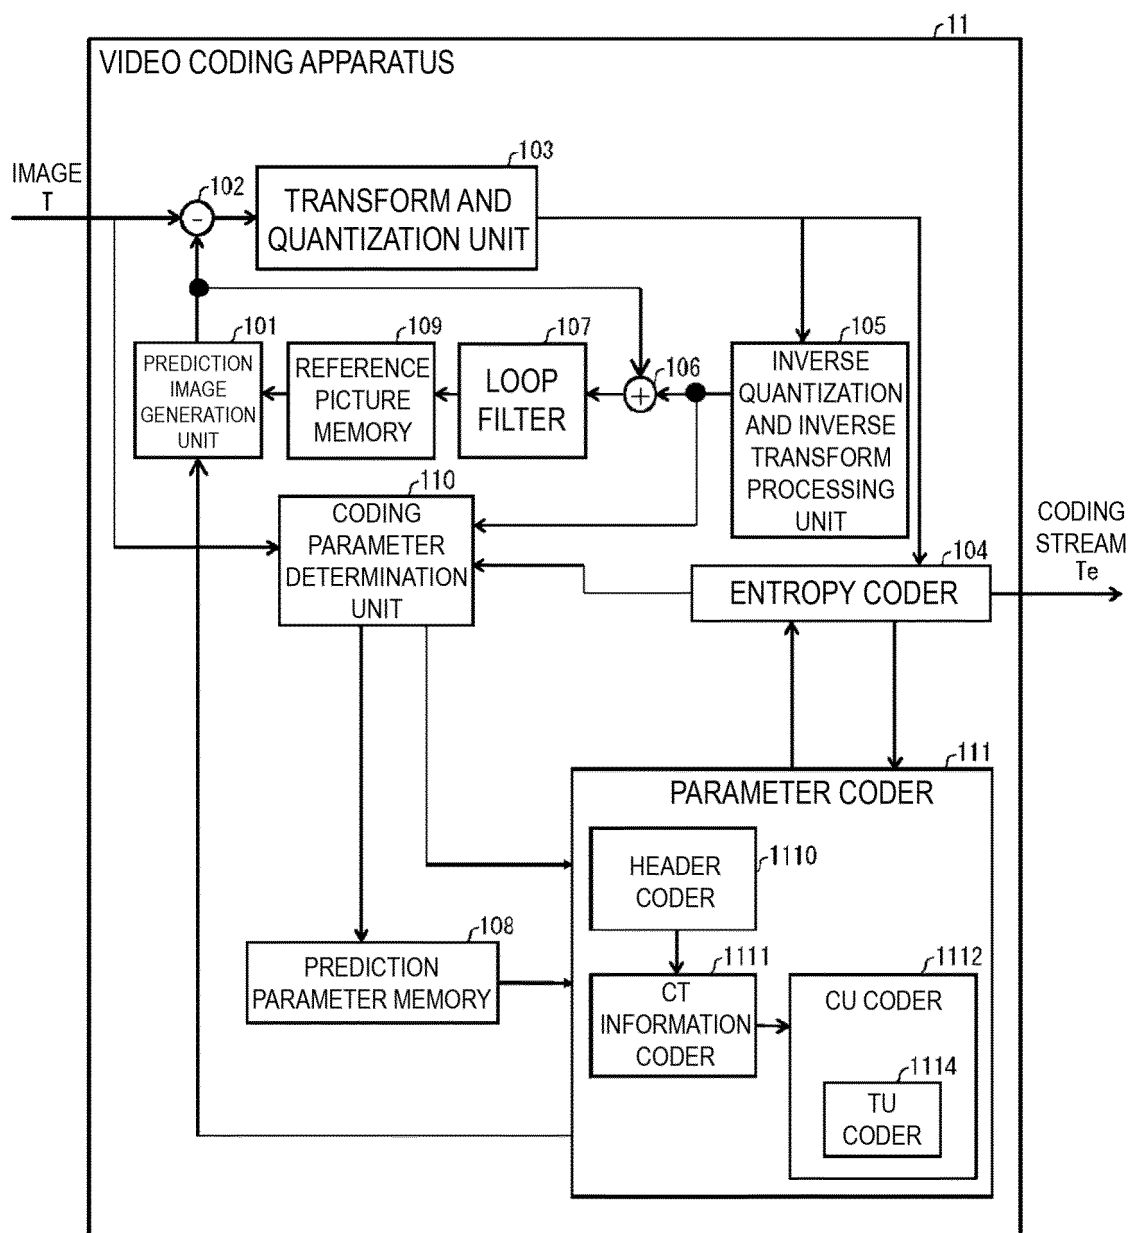 11
VIDEO CODING APPARATUS
IMAGE
T
102
-
103
TRANSFORM AND
QUANTIZATION UNIT
101
PREDICTION
IMAGE
GENERATION
UNIT
109
REFERENCE
PICTURE
MEMORY
107
LOOP
FILTER
+
106
105
INVERSE
QUANTIZATION
AND INVERSE
TRANSFORM
PROCESSING
UNIT
110
CODING
PARAMETER
DETERMINATION
UNIT
104
ENTROPY CODER
CODING
STREAM
Te
111
PARAMETER CODER
1110
HEADER
CODER
108
PREDICTION
PARAMETER MEMORY
1111
CT
INFORMATION
CODER
1112
CU CODER
1114
TU
CODER